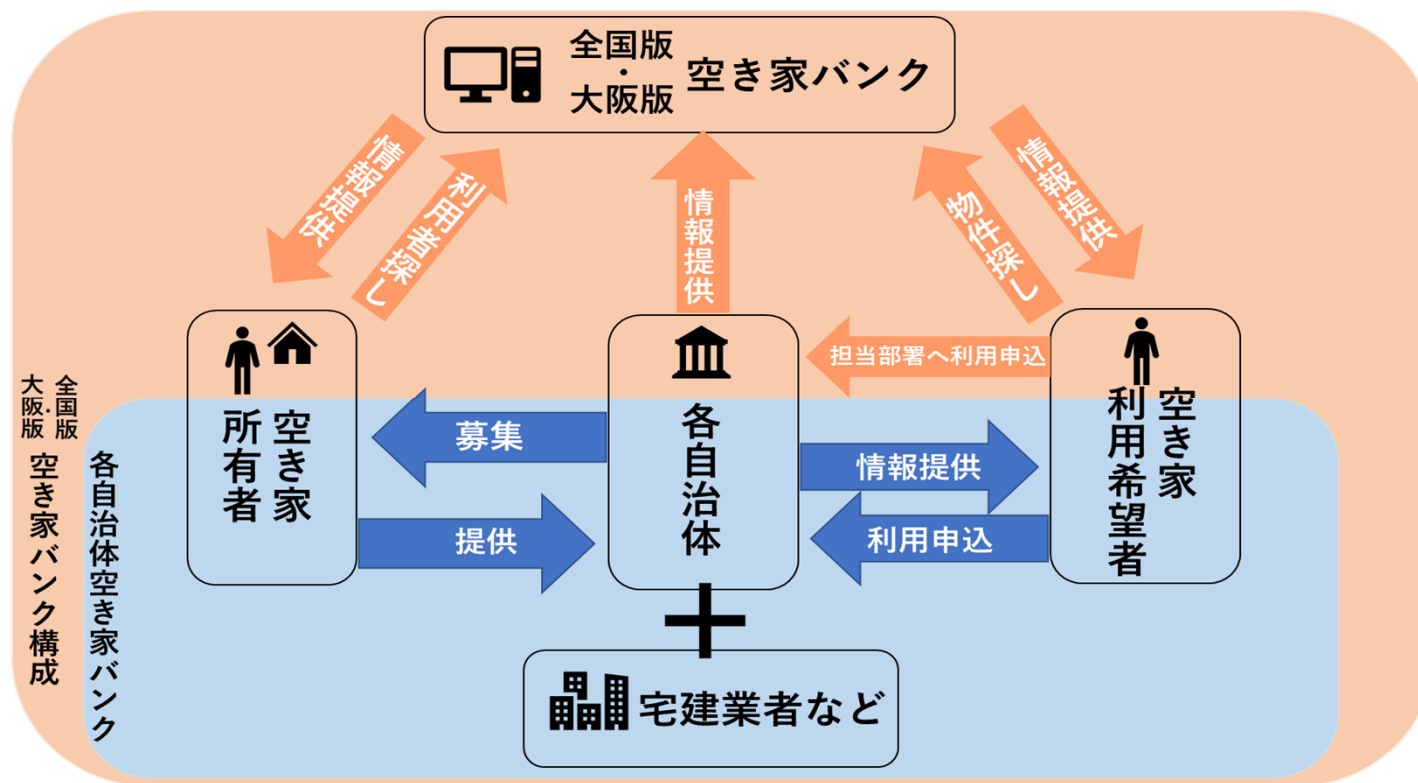 全国版
・
大阪版
空き家バンク
情報提供
利用者探し
情報提供
物件探し
情報提供
担当部署へ利用申込
空き家
所有者
各自治体
空き家
利用希望者
募集
提供
情報提供
利用申込
宅建業者など
全国版
・
大阪版
空き家バンク構成
各自治体空き家バンク